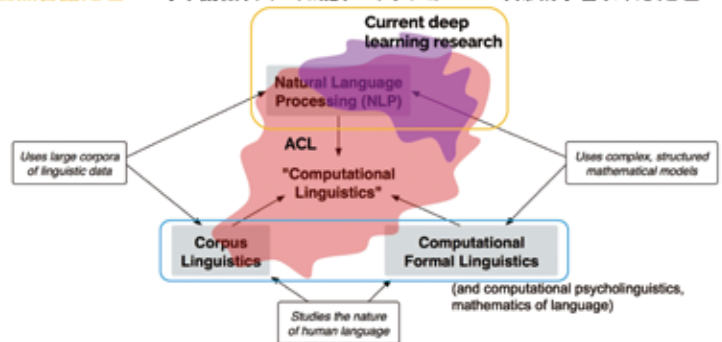 Current deep
learning research
Natural Language
Processing (NLP)
ACL
Uses large corpora
of linguistic data
"Computational
Linguistics"
Uses complex, structured
mathematical models
Corpus
Linguistics
Computational
Formal Linguistics
(and computational psycholinguistics,
mathematics of language)
Studies the nature
of human language